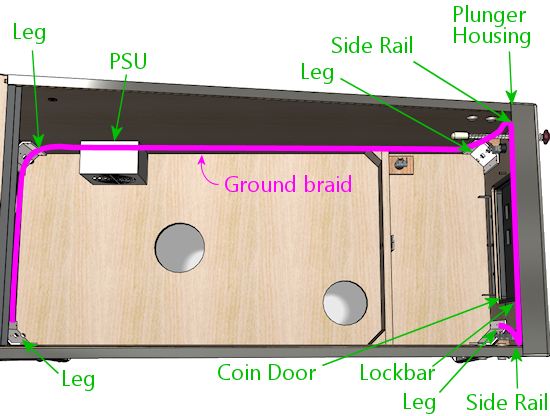 Plunger
Housing
Side Rail
Leg
PSU
Leg
Ground braid
Leg
Coin Door
Lockbar
Leg
Side Rail